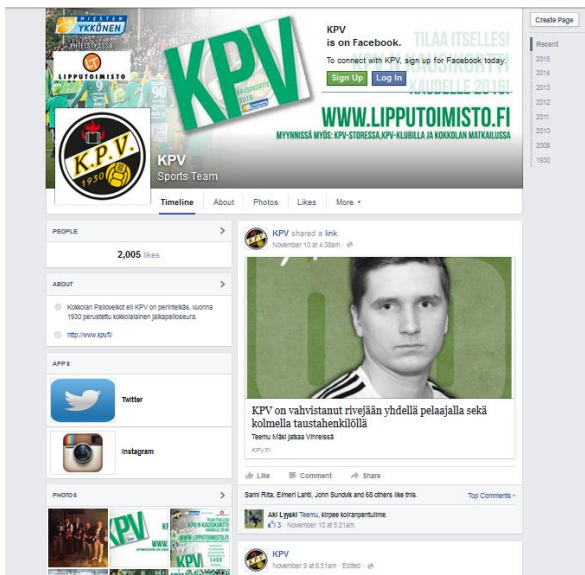 MIESTEN
YKKÖNEN
YHTEISTYÖSSÄ
LIPPUTOIMISTO
KPV
KPV
is on Facebook.
To connect with KPV, sign up for Facebook today.
Sign Up
Log In
TILAA ITSELLESI
KPV:N KAUSIKORTTI
KAUDELLE 2016!
WWW.LIPPUTOIMISTO.FI
MYYNNISSÄ MYÖS: KPV-STORESSA,KPV-KLUBILLA JA KOKKOLAN MATKAILUSSA
K.P.V.
1930
KPV
Sports Team
Timeline
About
Photos
Likes
More
Create Page
Recent
2015
2014
2013
2012
2011
2010
2009
1930
PEOPLE
2,005 likes
ABOUT
Kokkolan Palloveikot eli KPV on perinteikäs, vuonna
1930 perustettu kokkolalainen jalkapalloseura.
http://www.kpv.fi/
APPS
Twitter
Instagram
PHOTOS
KPV
KPV
KPV shared a link.
November 10 at 4:38am
KPV on vahvistanut rivejään yhdellä pelaajalla sekä
kolmella taustahenkilöllä
Teemu Mäki jatkaa Vihreissä
KPV.FI
Like
Comment
Share
Sami Rita, Elmeri Lahti, John Sundvik and 68 others like this.
Top Comments
Aki Lyyski Teemu, kirpee koiranpentuilme.
3 · November 10 at 5:21am
KPV
November 9 at 6:51am · Edited